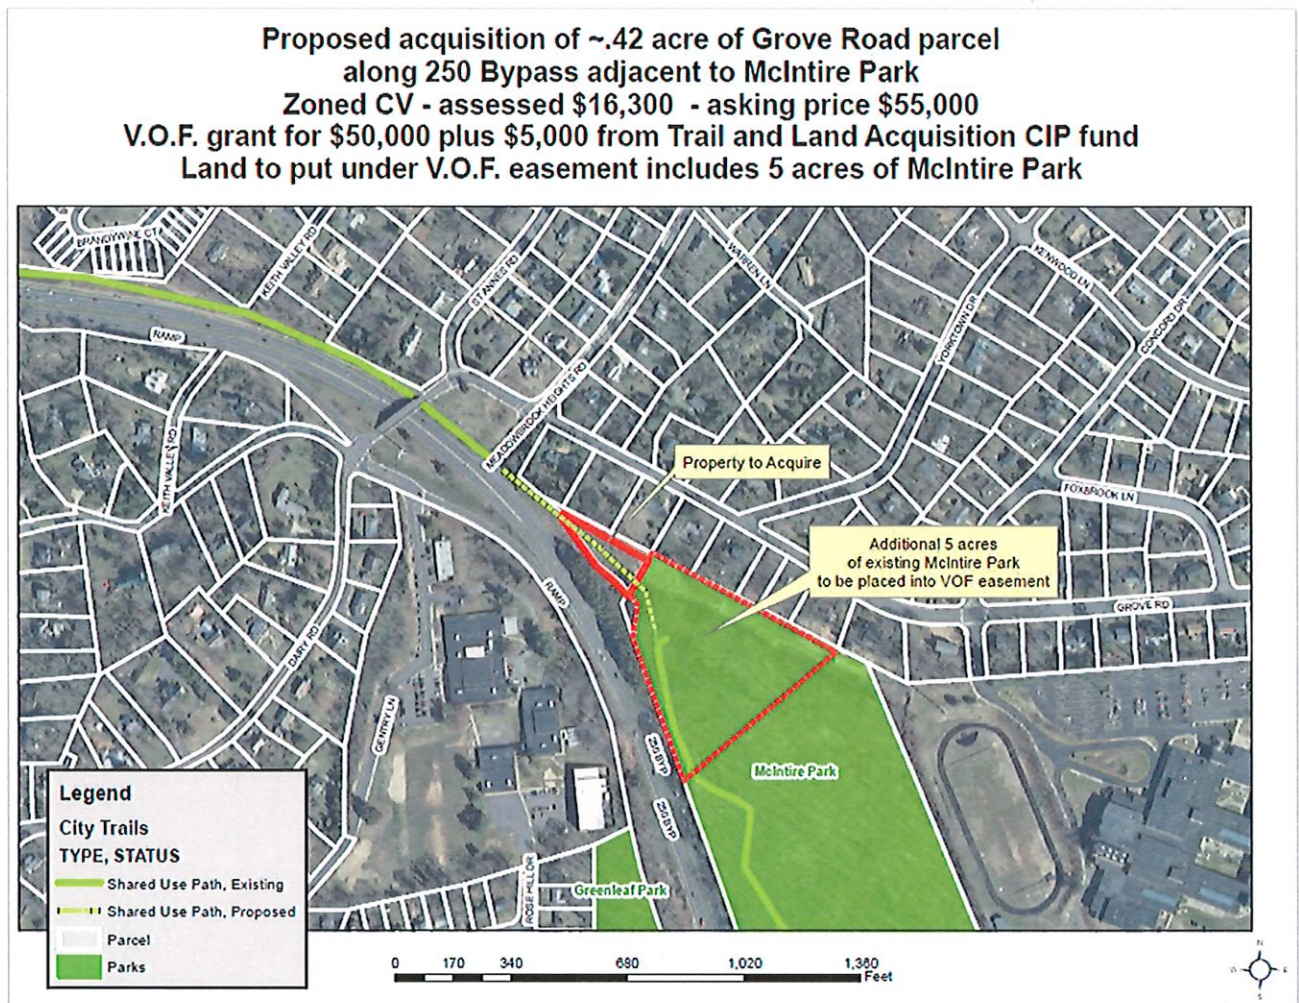 Proposed acquisition of ~.42 acre of Grove Road parcel
along 250 Bypass adjacent to McIntire Park
Zoned CV - assessed $16,300 - asking price $55,000
V.O.F. grant for $50,000 plus $5,000 from Trail and Land Acquisition CIP fund
Land to put under V.O.F. easement includes 5 acres of McIntire Park
BRANDYWINE CT
KEITH VALLEY RD
ST ANNES RD
WARREN LN
KENWOOD LN
CONCORD DR
YORKTOWN DR
RAMP
MEADOWBROOK HEIGHTS RD
KEITH VALLEY RD
Property to Acquire
FOXBROOK LN
Additional 5 acres
of existing McIntire Park
to be placed into VOF easement
RAMP
GROVE RD
DAIRY RD
GENTRY LN
250 BYP
McIntire Park
250 BYP
ROSE HILL DR
Greenleaf Park
Legend
City Trails
TYPE, STATUS
Shared Use Path, Existing
Shared Use Path, Proposed
Parcel
Parks
0 170 340 680 1,020 1,360
Feet
N
W E
S